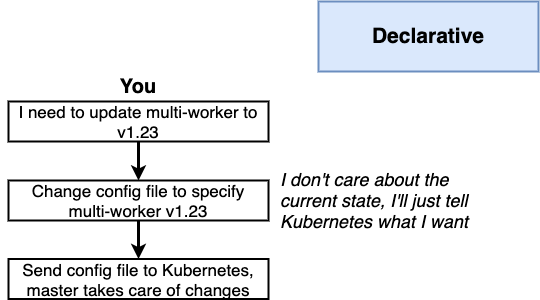 Declarative
You
I need to update multi-worker to
v1.23
Change config file to specify
multi-worker v1.23
I don't care about the
current state, I'll just tell
Kubernetes what I want
Send config file to Kubernetes,
master takes care of changes